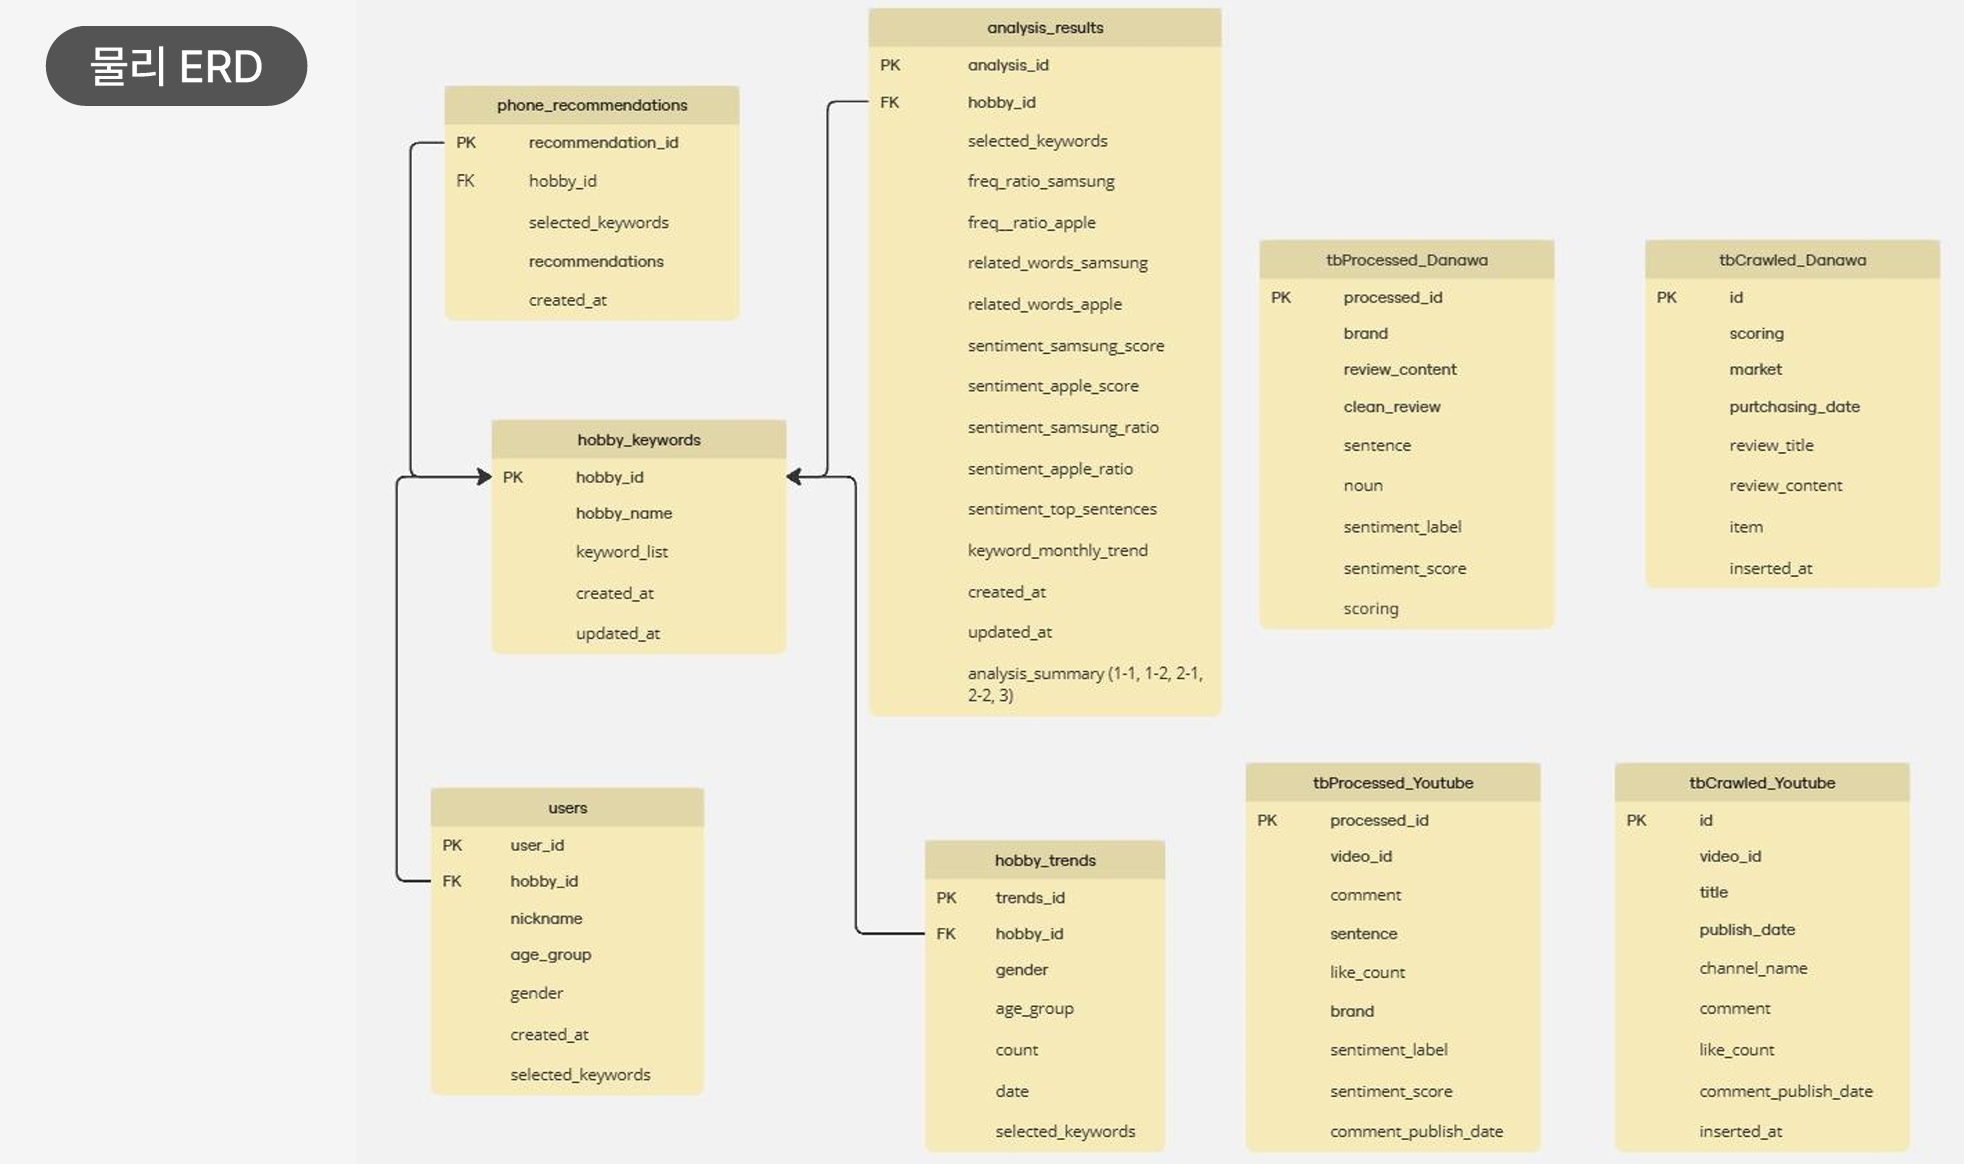 물리 ERD
phone_recommendations
PK recommendation_id
FK hobby_id
selected_keywords
recommendations
created_at
hobby_keywords
PK hobby_id
hobby_name
keyword_list
created_at
updated_at
users
PK user_id
FK hobby_id
nickname
age_group
gender
created_at
selected_keywords
analysis_results
PK analysis_id
FK hobby_id
selected_keywords
freq_ratio_samsung
freq__ratio_apple
related_words_samsung
related_words_apple
sentiment_samsung_score
sentiment_apple_score
sentiment_samsung_ratio
sentiment_apple_ratio
sentiment_top_sentences
keyword_monthly_trend
created_at
updated_at
analysis_summary (1-1, 1-2, 2-1,
2-2, 3)
hobby_trends
PK trends_id
FK hobby_id
gender
age_group
count
date
selected_keywords
tbProcessed_Danawa
PK processed_id
brand
review_content
clean_review
sentence
noun
sentiment_label
sentiment_score
scoring
tbCrawled_Danawa
PK id
scoring
market
purtchasing_date
review_title
review_content
item
inserted_at
tbProcessed_Youtube
PK processed_id
video_id
comment
sentence
like_count
brand
sentiment_label
sentiment_score
comment_publish_date
tbCrawled_Youtube
PK id
video_id
title
publish_date
channel_name
comment
like_count
comment_publish_date
inserted_at